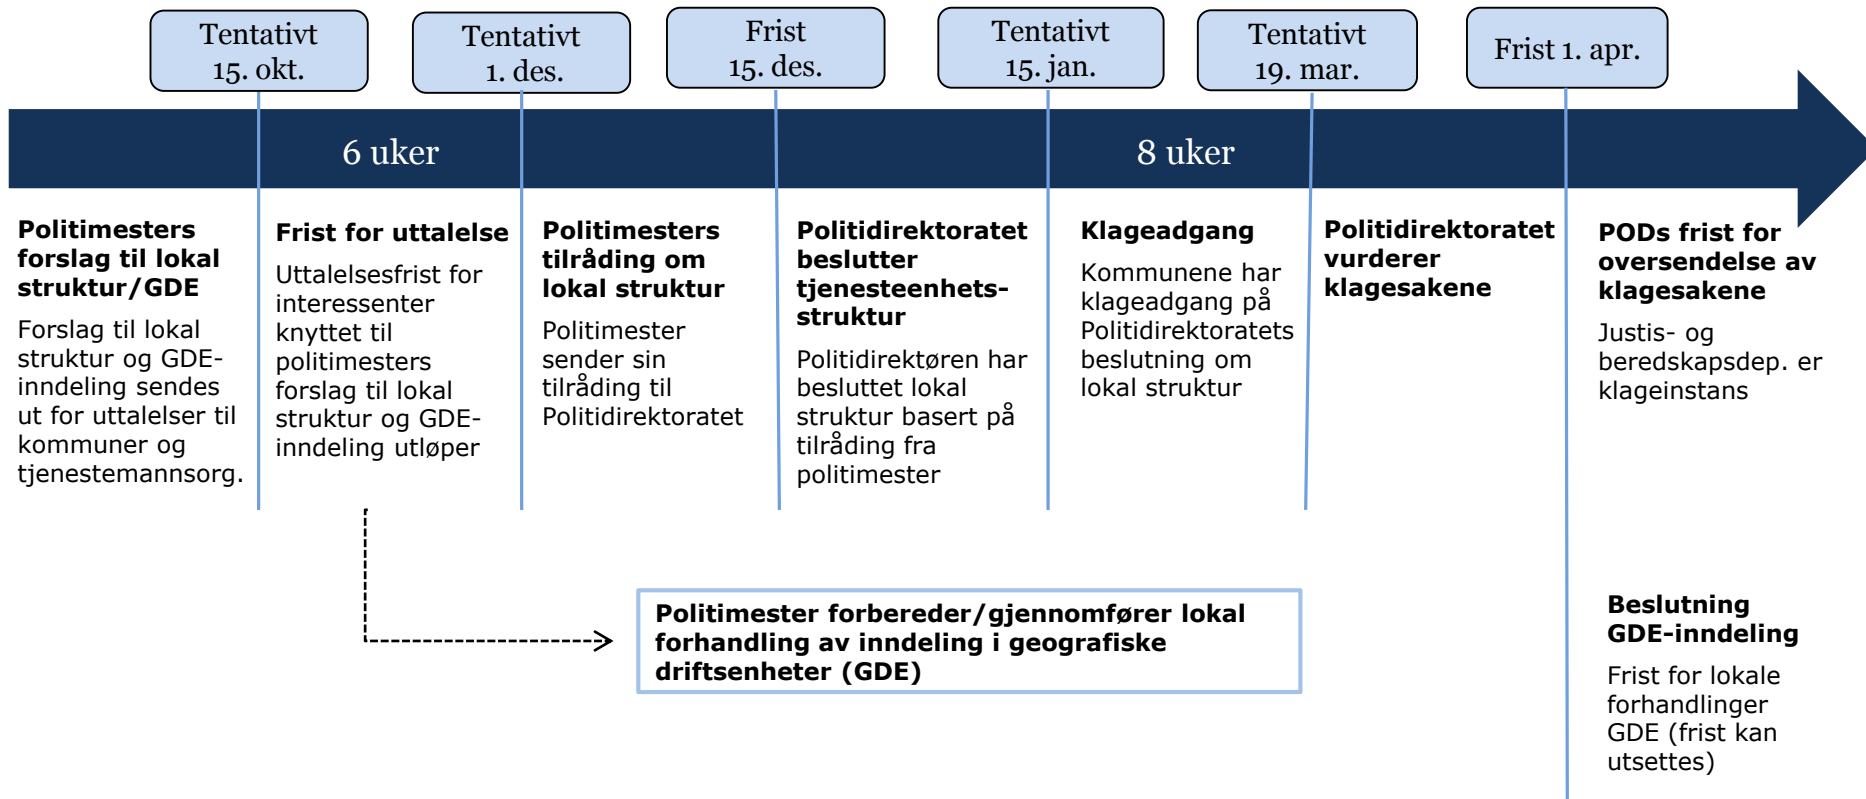 Tentativt
15. okt.
Tentativt
1. des.
Frist
15. des.
Tentativt
15. jan.
Tentativt
19. mar.
Frist 1. apr.
6 uker
8 uker
Politimesters
forslag til lokal
struktur/GDE
Forslag til lokal
struktur og GDE-
inndeling sendes
ut for uttalelser til
kommuner og
tjenestemannsorg.
Frist for uttalelse
Uttalelsesfrist for
interessenter
knyttet til
politimesters
forslag til lokal
struktur og GDE-
inndeling utløper
Politimesters
tilråding om
lokal struktur
Politimester
sender sin
tilråding til
Politidirektoratet
Politidirektoratet
beslutter
tjenesteenhets-
struktur
Politidirektøren har
besluttet lokal
struktur basert på
tilråding fra
politimester
Klageadgang
Kommunene har
klageadgang på
Politidirektoratets
beslutning om
lokal struktur
Politidirektoratet
vurderer
klagesakene
PODs frist for
oversendelse av
klagesakene
Justis- og
beredskapsdep. er
klageinstans
Politimester forbereder/gjennomfører lokal
forhandling av inndeling i geografiske
driftsenheter (GDE)
Beslutning
GDE-inndeling
Frist for lokale
forhandlinger
GDE (frist kan
utsettes)